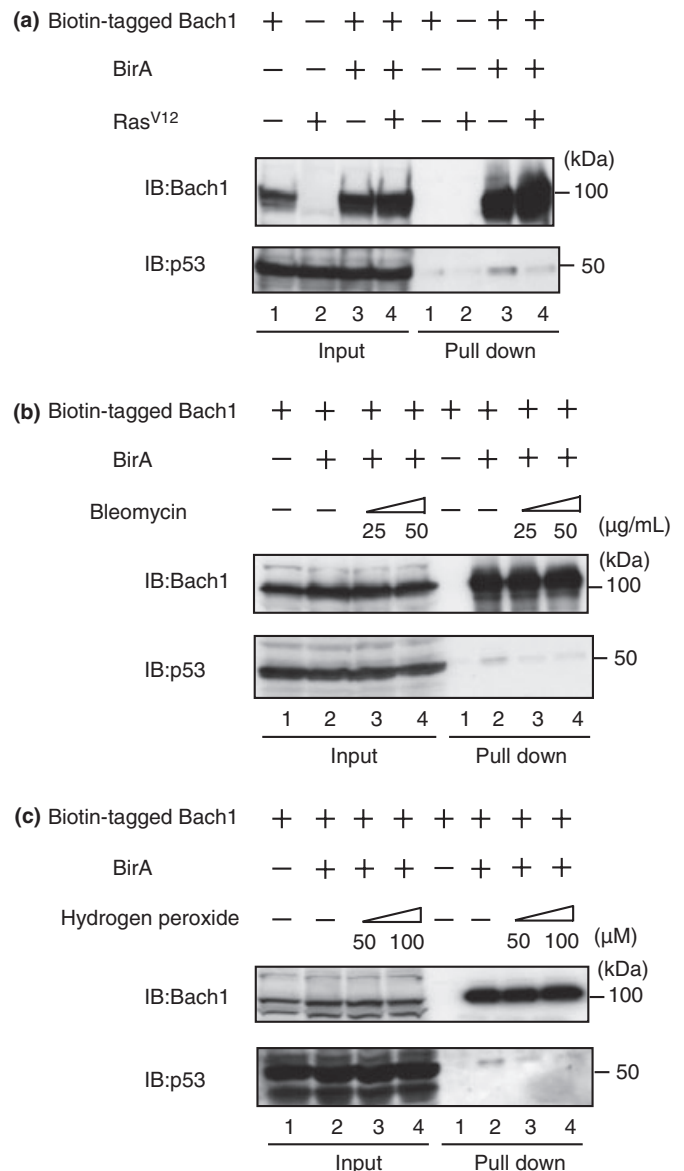 (a) Biotin-tagged Bach1 + − + + + − + +
BirA − − + + − − + +
Ras^V12 − + − + − + − +
(kDa)
IB:Bach1 100
IB:p53 50
1 2 3 4 1 2 3 4
Input Pull down
(b) Biotin-tagged Bach1 + + + + + + + +
BirA − + + + − + + +
Bleomycin − − − −
25 50 25 50 (µg/mL)
(kDa)
IB:Bach1 100
IB:p53 50
1 2 3 4 1 2 3 4
Input Pull down
(c) Biotin-tagged Bach1 + + + + + + + +
BirA − + + + − + + +
Hydrogen peroxide − − − −
50 100 50 100 (µM)
(kDa)
IB:Bach1 100
IB:p53 50
1 2 3 4 1 2 3 4
Input Pull down